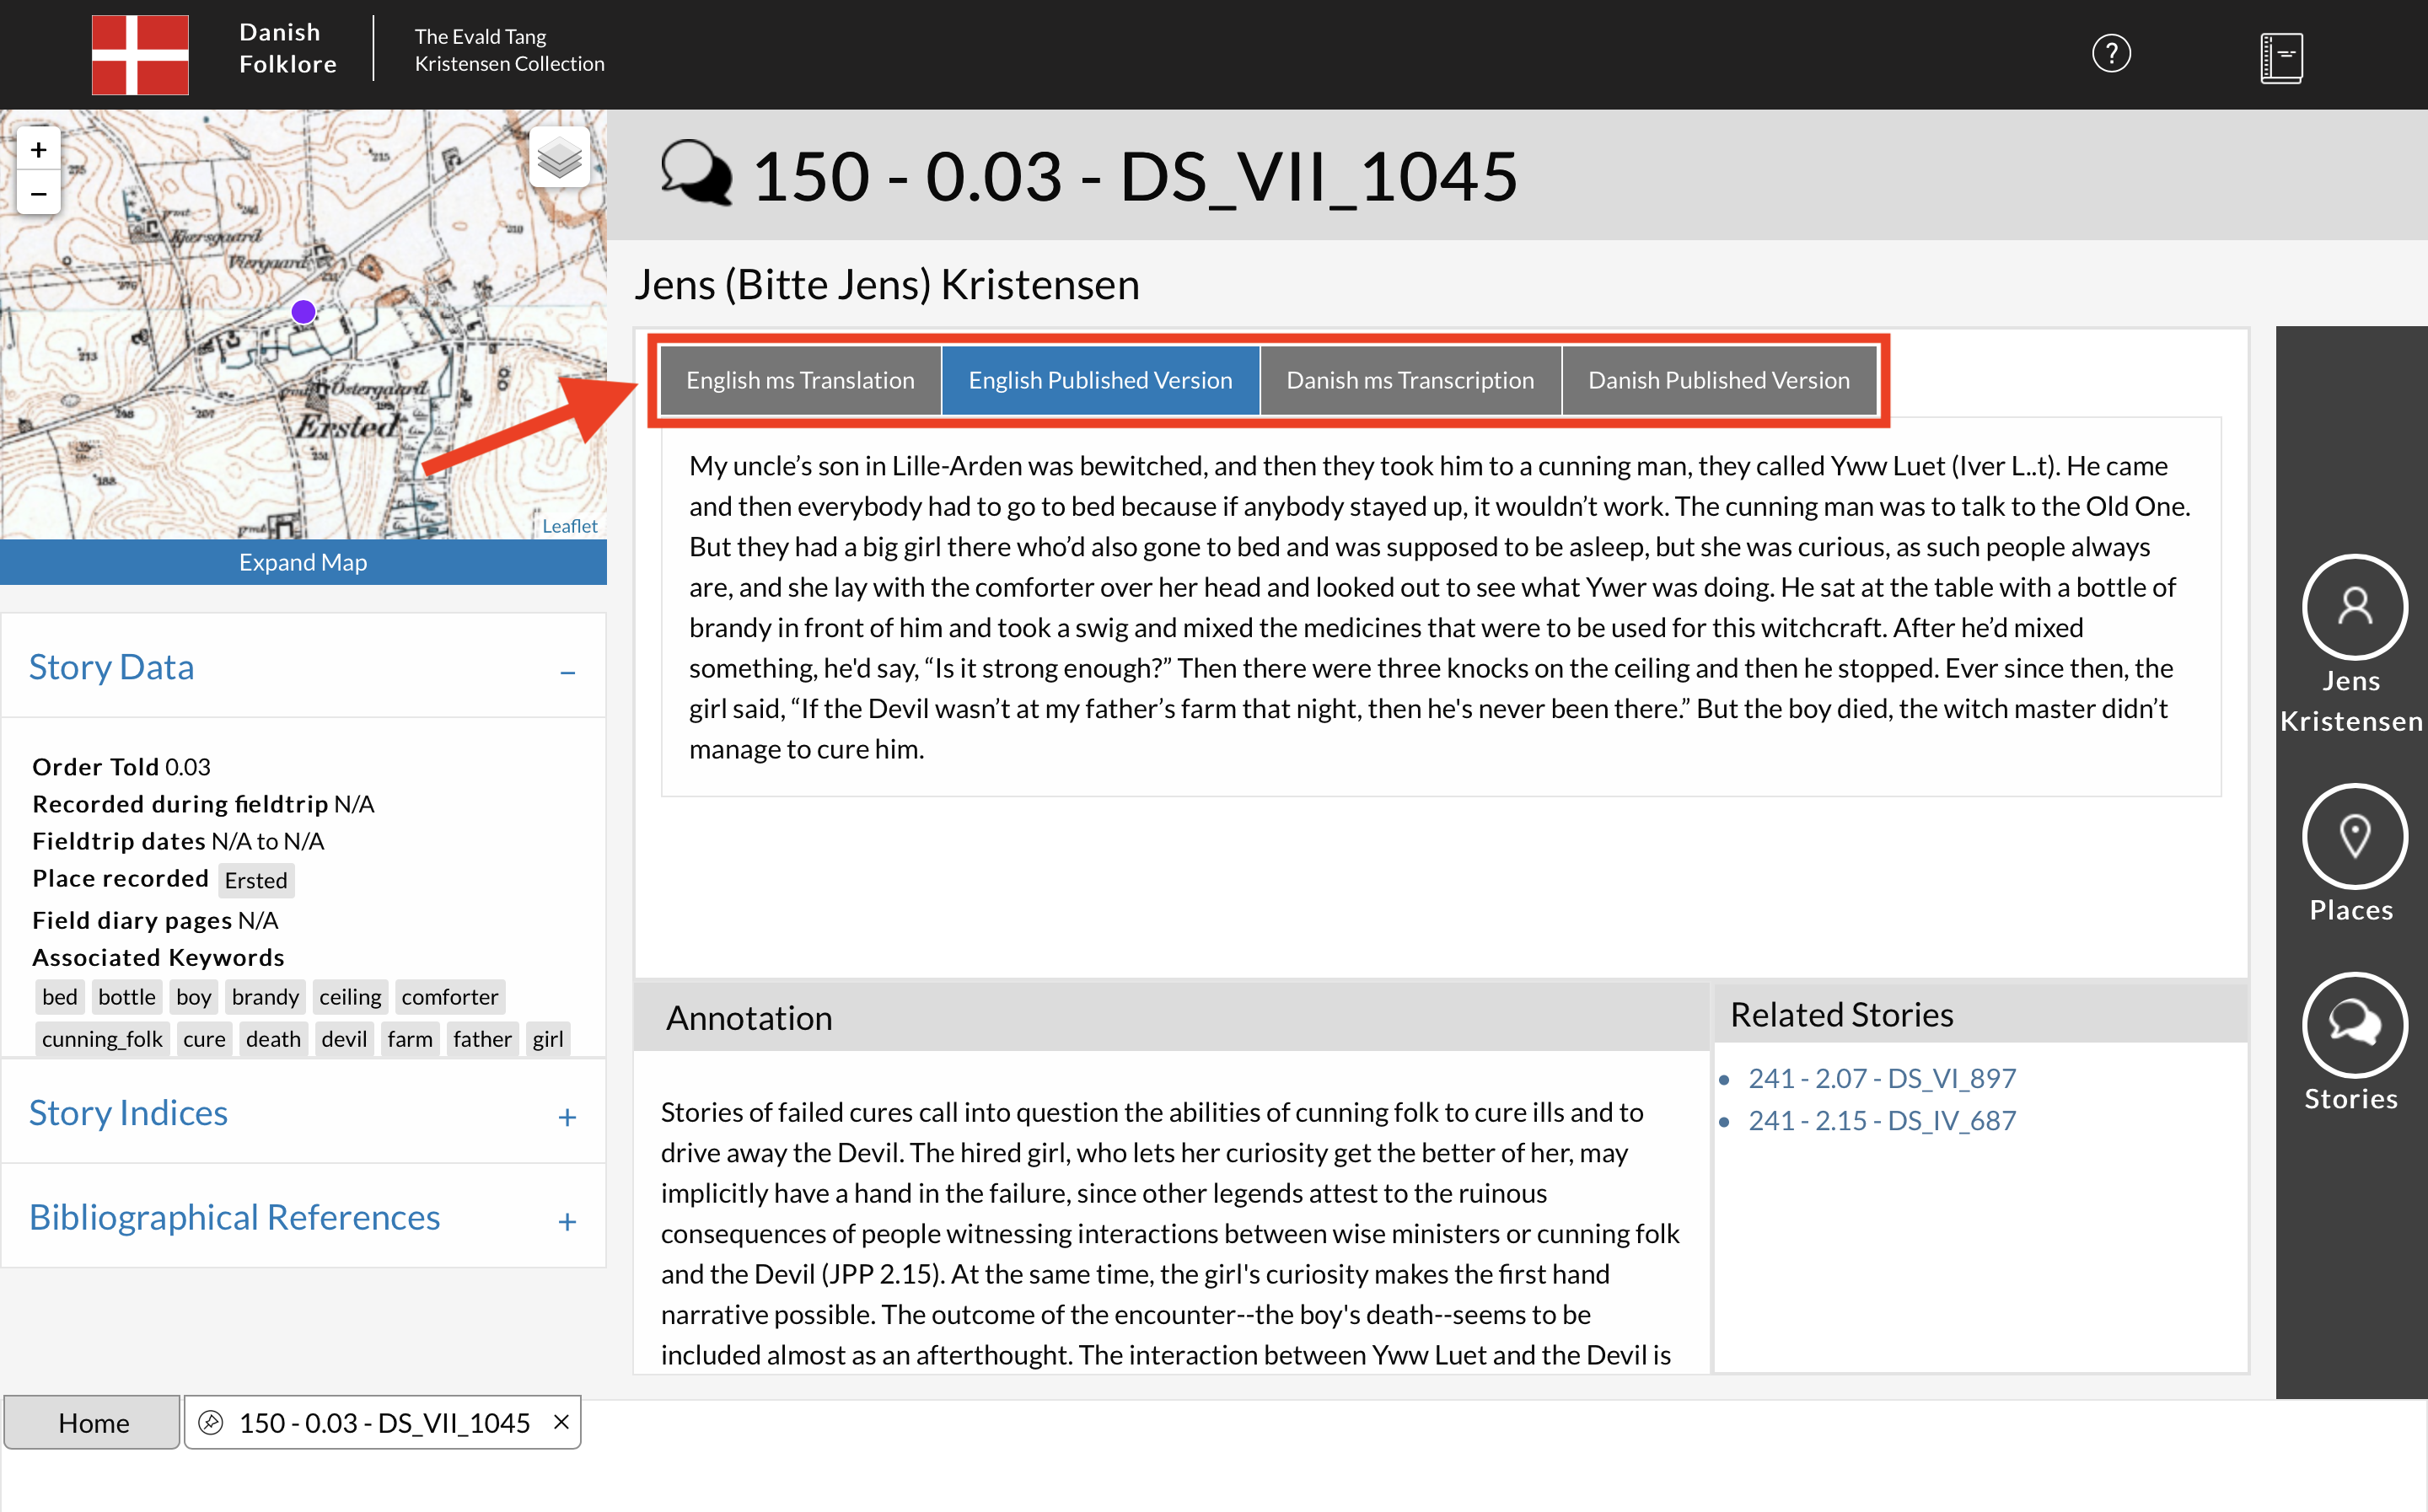 Danish
Folklore
The Evald Tang
Kristensen Collection
?
+
−
Kjærsgaard
Viergaard
Østergaard
Ersted
Leaflet
Expand Map
150 - 0.03 - DS_VII_1045
Jens (Bitte Jens) Kristensen
English ms Translation
English Published Version
Danish ms Transcription
Danish Published Version
My uncle’s son in Lille-Arden was bewitched, and then they took him to a cunning man, they called Yww Luet (Iver L..t). He came
and then everybody had to go to bed because if anybody stayed up, it wouldn’t work. The cunning man was to talk to the Old One.
But they had a big girl there who’d also gone to bed and was supposed to be asleep, but she was curious, as such people always
are, and she lay with the comforter over her head and looked out to see what Ywer was doing. He sat at the table with a bottle of
brandy in front of him and took a swig and mixed the medicines that were to be used for this witchcraft. After he’d mixed
something, he'd say, “Is it strong enough?” Then there were three knocks on the ceiling and then he stopped. Ever since then, the
girl said, “If the Devil wasn’t at my father’s farm that night, then he's never been there.” But the boy died, the witch master didn’t
manage to cure him.
Story Data
−
Order Told 0.03
Recorded during fieldtrip N/A
Fieldtrip dates N/A to N/A
Place recorded Ersted
Field diary pages N/A
Associated Keywords
bed bottle boy brandy ceiling comforter
cunning_folk cure death devil farm father girl
Story Indices
+
Bibliographical References
+
Annotation
Stories of failed cures call into question the abilities of cunning folk to cure ills and to
drive away the Devil. The hired girl, who lets her curiosity get the better of her, may
implicitly have a hand in the failure, since other legends attest to the ruinous
consequences of people witnessing interactions between wise ministers or cunning folk
and the Devil (JPP 2.15). At the same time, the girl's curiosity makes the first hand
narrative possible. The outcome of the encounter--the boy's death--seems to be
included almost as an afterthought. The interaction between Yww Luet and the Devil is
Related Stories
241 - 2.07 - DS_VI_897
241 - 2.15 - DS_IV_687
Jens
Kristensen
Places
Stories
Home
150 - 0.03 - DS_VII_1045
×